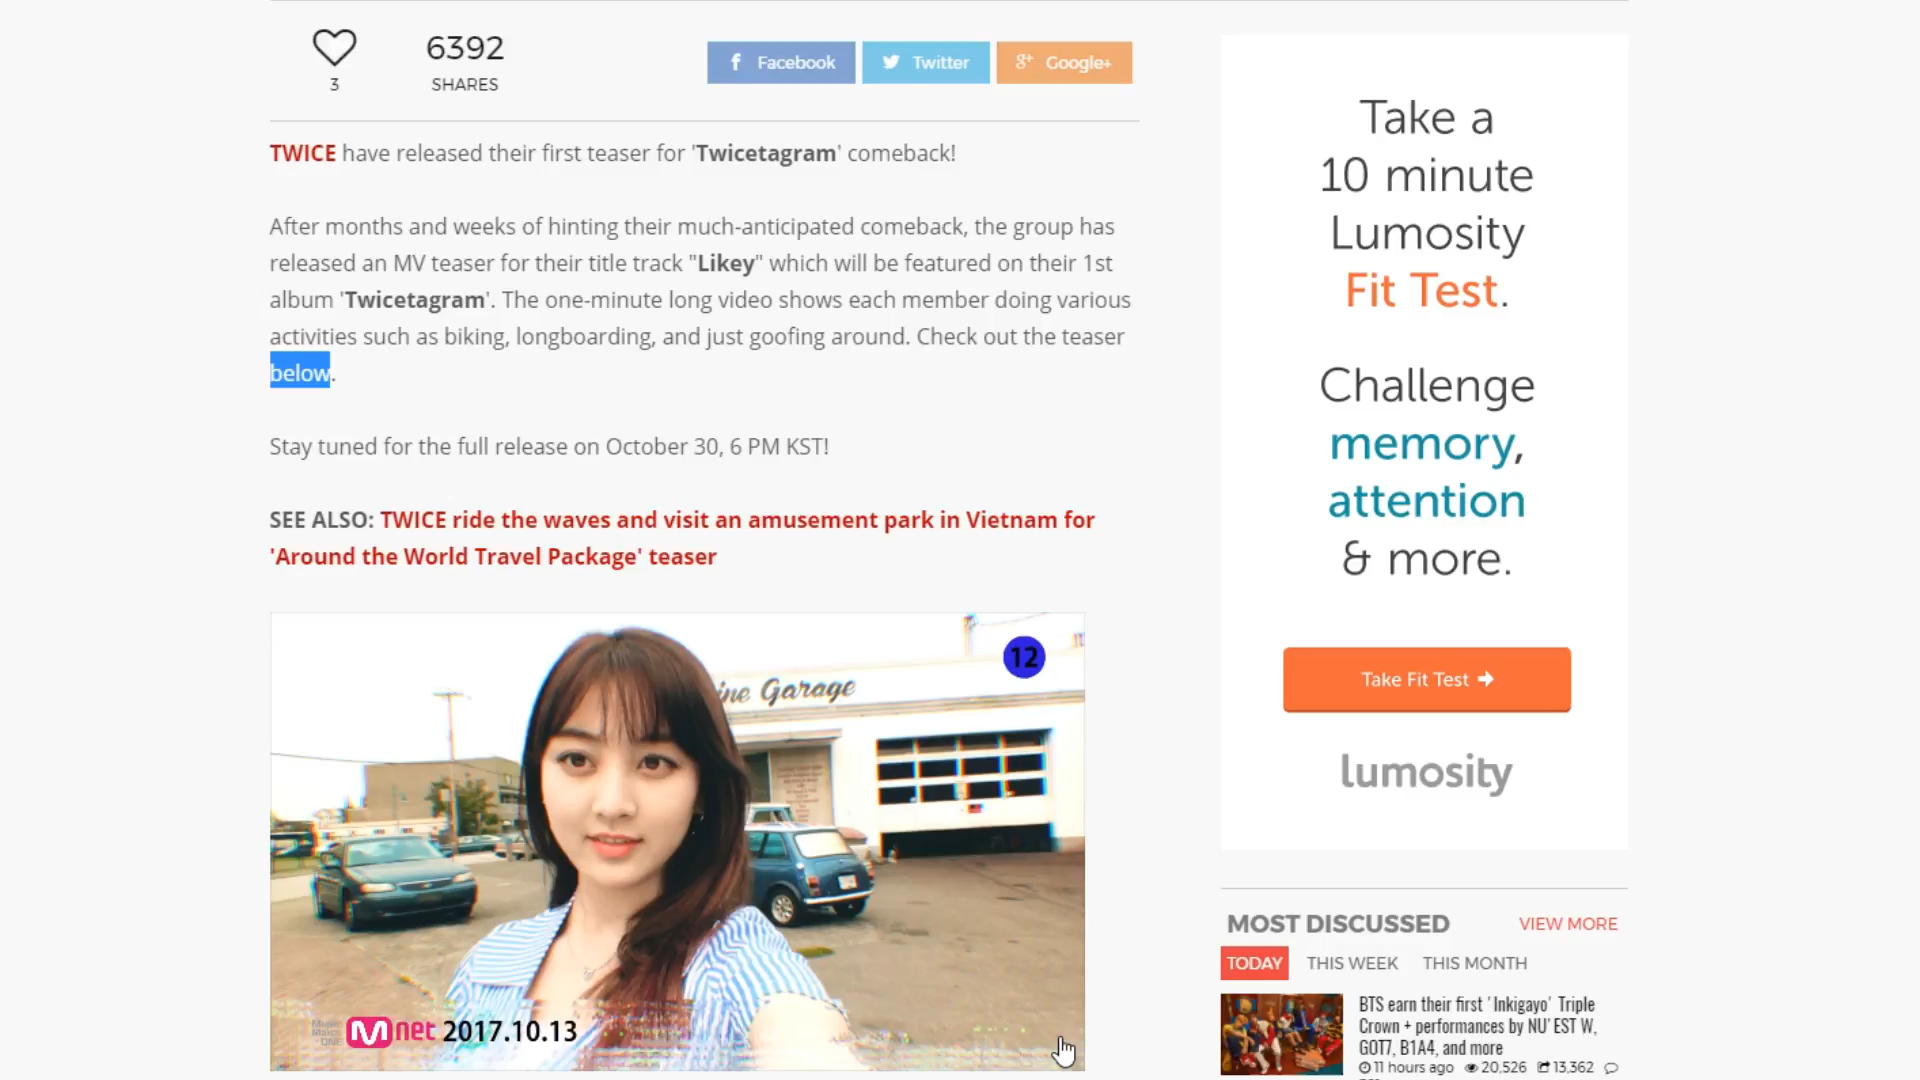 6392
3
SHARES
Facebook
Twitter
Google+
TWICE have released their first teaser for 'Twicetagram' comeback!
After months and weeks of hinting their much-anticipated comeback, the group has
released an MV teaser for their title track "Likey" which will be featured on their 1st
album 'Twicetagram'. The one-minute long video shows each member doing various
activities such as biking, longboarding, and just goofing around. Check out the teaser
below.
Stay tuned for the full release on October 30, 6 PM KST!
SEE ALSO: TWICE ride the waves and visit an amusement park in Vietnam for
'Around the World Travel Package' teaser
12
ine Garage
Mnet 2017.10.13
Take a
10 minute
Lumosity
Fit Test.
Challenge
memory,
attention
& more.
Take Fit Test
lumosity
MOST DISCUSSED
VIEW MORE
TODAY
THIS WEEK
THIS MONTH
BTS earn their first 'Inkigayo' Triple
Crown + performances by NU'EST W,
GOT7, B1A4, and more
11 hours ago 20,526 13,362